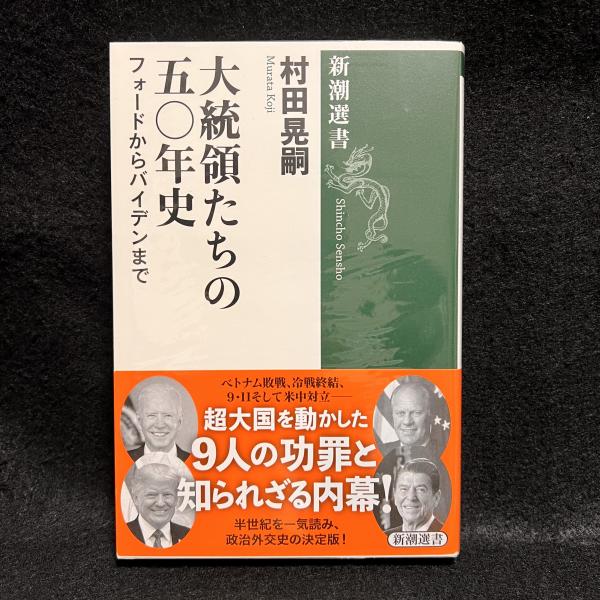 新潮選書
Shincho Sensho
村田晃嗣
Murata Koji
大統領たちの
五〇年史
フォードからバイデンまで
ベトナム敗戦、冷戦終結、
9・11そして米中対立──
超大国を動かした
9人の功罪と
知られざる内幕!
半世紀を一気読み、
政治外交史の決定版!
新潮選書